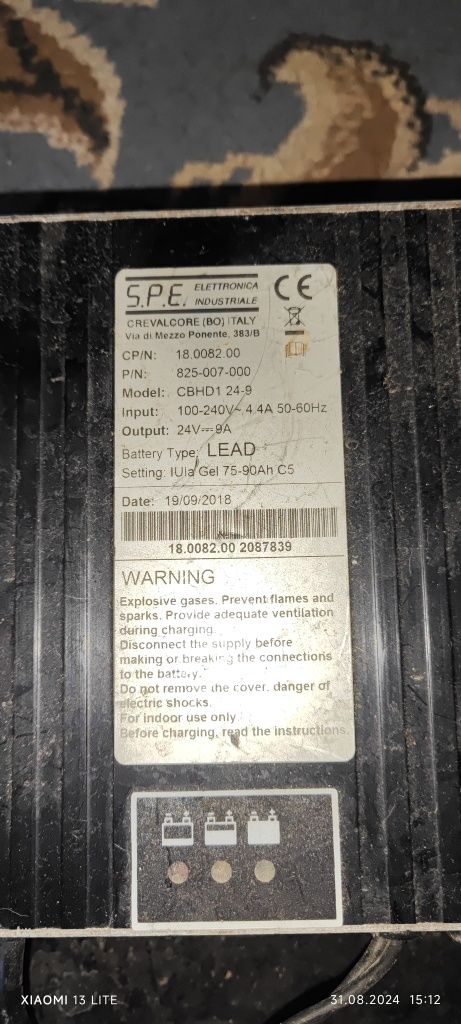 S.P.E. ELETTRONICA INDUSTRIALE
CE
CREVALCORE (BO) ITALY
Via di Mezzo Ponente, 383/B
CP/N: 18.0082.00
P/N: 825-007-000
Model: CBHD1 24-9
Input: 100-240V~ 4.4A 50-60Hz
Output: 24V⎓9A
Battery Type: LEAD
Setting: IUIa Gel 75-90Ah C5
Date: 19/09/2018
18.0082.00 2087839
WARNING
Explosive gases. Prevent flames and
sparks. Provide adequate ventilation
during charging.
Disconnect the supply before
making or breaking the connections
to the battery.
Do not remove the cover, danger of
electric shocks.
For indoor use only
Before charging, read the instructions.
XIAOMI 13 LITE
31.08.2024 15:12